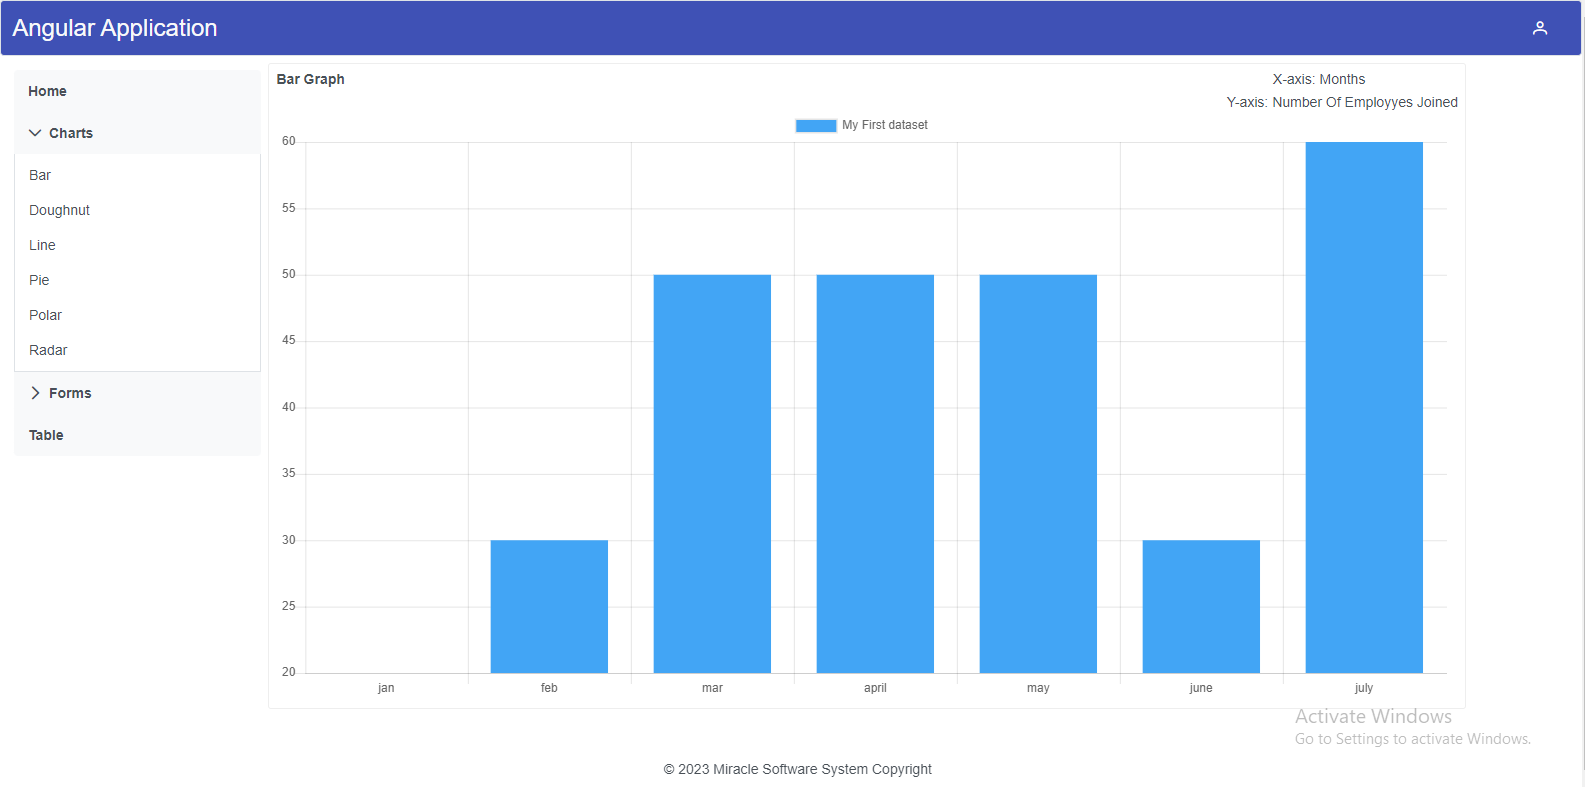 Angular Application
Home
Charts
Bar
Doughnut
Line
Pie
Polar
Radar
Forms
Table
Bar Graph
X-axis: Months
Y-axis: Number Of Employyes Joined
My First dataset
60
55
50
45
40
35
30
25
20
jan feb mar april may june july
Activate Windows
Go to Settings to activate Windows.
© 2023 Miracle Software System Copyright